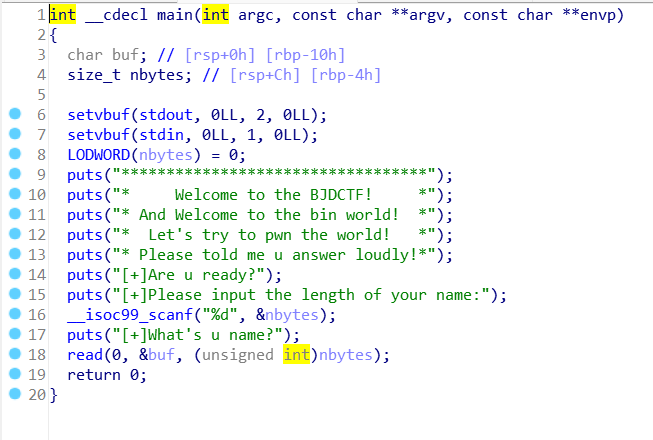 1 int __cdecl main(int argc, const char **argv, const char **envp)
2 {
3 char buf; // [rsp+0h] [rbp-10h]
4 size_t nbytes; // [rsp+Ch] [rbp-4h]
5
6 setvbuf(stdout, 0LL, 2, 0LL);
7 setvbuf(stdin, 0LL, 1, 0LL);
8 LODWORD(nbytes) = 0;
9 puts("**********************************");
10 puts("*     Welcome to the BJDCTF!     *");
11 puts("* And Welcome to the bin world!  *");
12 puts("*  Let's try to pwn the world!   *");
13 puts("* Please told me u answer loudly!*");
14 puts("[+]Are u ready?");
15 puts("[+]Please input the length of your name:");
16 __isoc99_scanf("%d", &nbytes);
17 puts("[+]What's u name?");
18 read(0, &buf, (unsigned int)nbytes);
19 return 0;
20 }